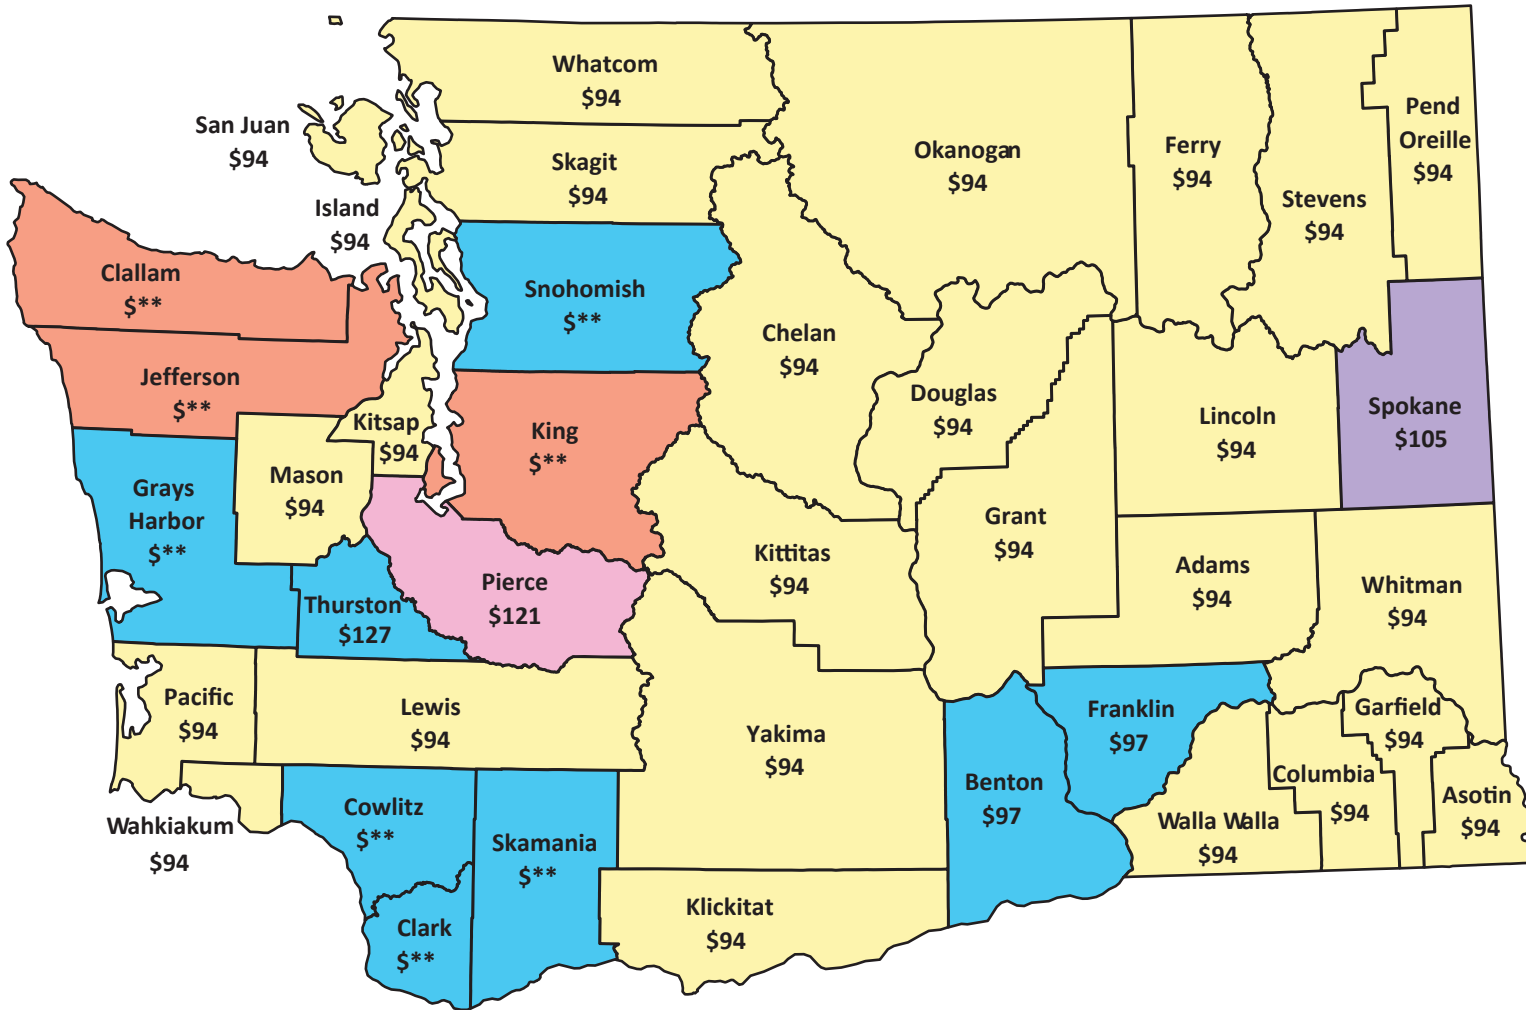 Whatcom
$94
San Juan
$94
Skagit
$94
Island
$94
Okanogan
$94
Ferry
$94
Stevens
$94
Pend
Oreille
$94
Clallam
$**
Snohomish
$**
Chelan
$94
Jefferson
$**
Kitsap
$94
King
$**
Douglas
$94
Lincoln
$94
Spokane
$105
Mason
$94
Grays
Harbor
$**
Grant
$94
Kittitas
$94
Adams
$94
Whitman
$94
Thurston
$127
Pierce
$121
Pacific
$94
Lewis
$94
Yakima
$94
Franklin
$97
Garfield
$94
Benton
$97
Columbia
$94
Asotin
$94
Walla Walla
$94
Wahkiakum
$94
Cowlitz
$**
Skamania
$**
Klickitat
$94
Clark
$**